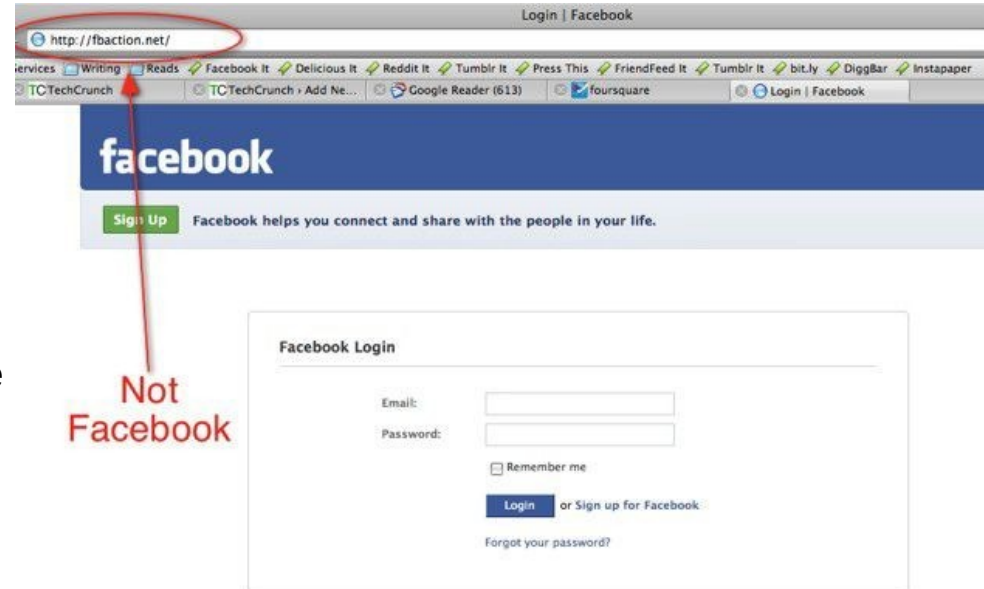 Login | Facebook
http://fbaction.net/
Services Writing Reads Facebook It Delicious It Reddit It Tumblr It Press This FriendFeed It Tumblr It bit.ly DiggBar Instapaper
TC TechCrunch TC TechCrunch › Add Ne... Google Reader (613) foursquare Login | Facebook
facebook
Sign Up Facebook helps you connect and share with the people in your life.
Facebook Login
Email:
Password:
Remember me
Login or Sign up for Facebook
Forgot your password?
e
Not
Facebook